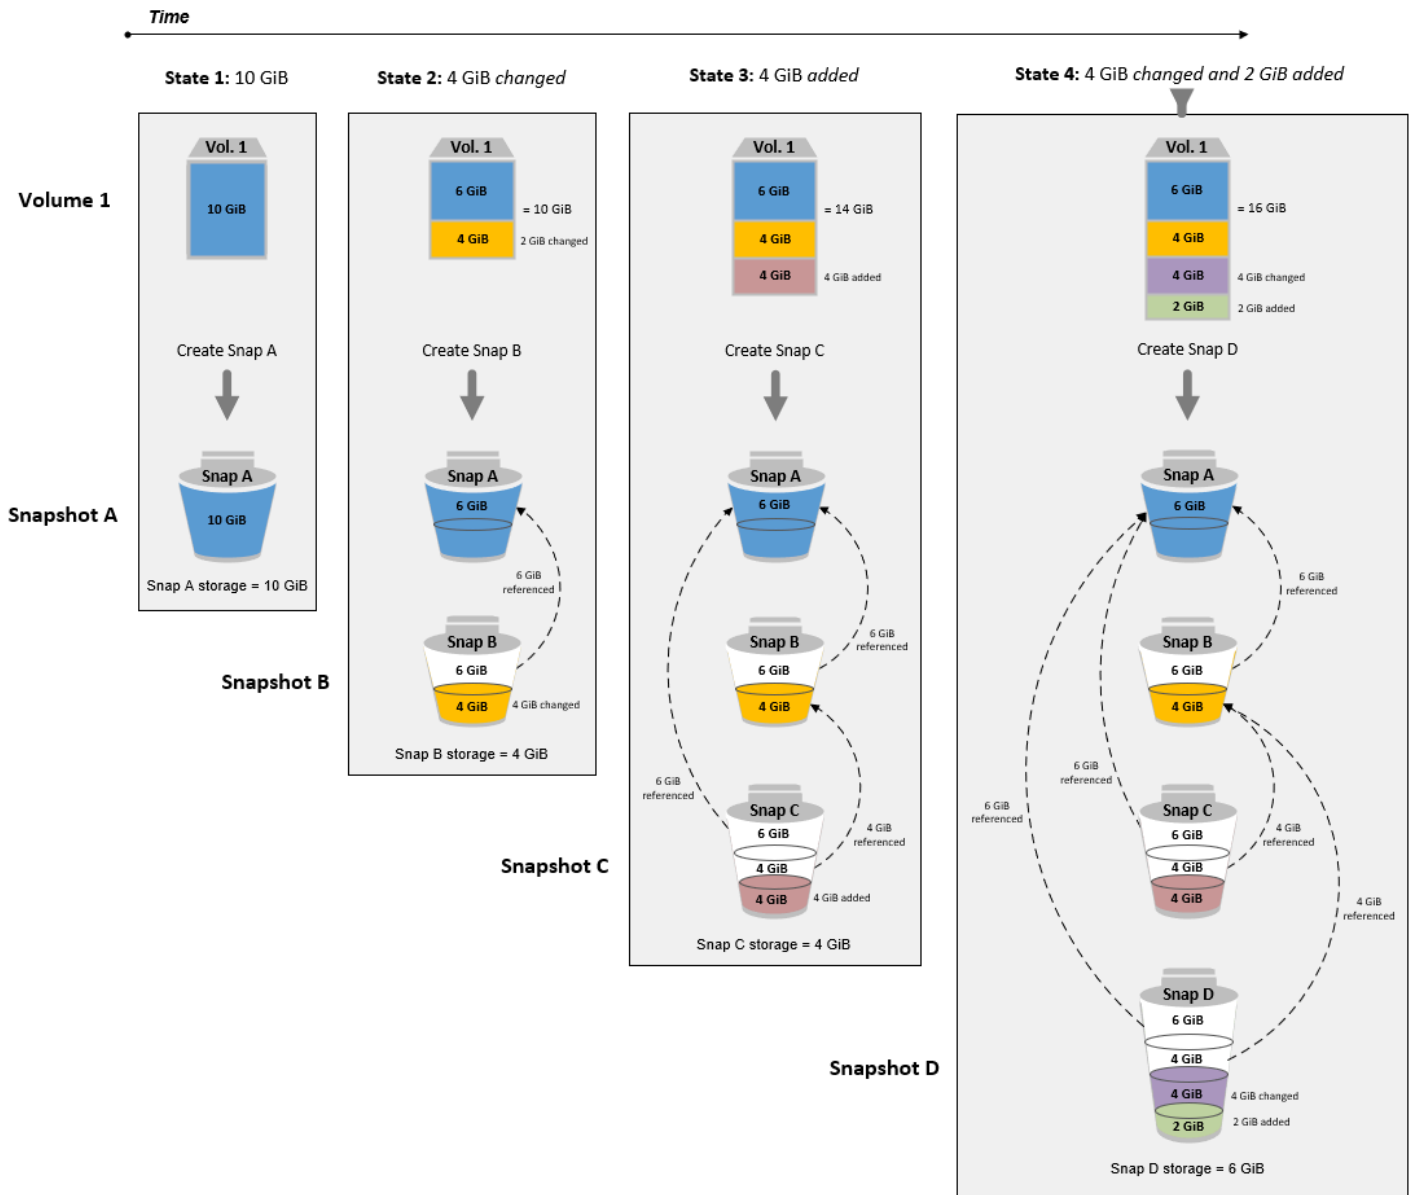 Time
State 1: 10 GiB
State 2: 4 GiB changed
State 3: 4 GiB added
State 4: 4 GiB changed and 2 GiB added
Volume 1
Vol. 1
10 GiB
Vol. 1
6 GiB
= 10 GiB
4 GiB
2 GiB changed
Vol. 1
6 GiB
= 14 GiB
4 GiB
4 GiB
4 GiB added
Vol. 1
6 GiB
= 16 GiB
4 GiB
4 GiB
4 GiB changed
2 GiB
2 GiB added
Create Snap A
Create Snap B
Create Snap C
Create Snap D
Snapshot A
Snap A
10 GiB
Snap A storage = 10 GiB
Snap A
6 GiB
6 GiB
referenced
Snapshot B
Snap B
6 GiB
4 GiB
4 GiB changed
Snap B storage = 4 GiB
Snap A
6 GiB
Snap B
6 GiB
6 GiB
referenced
4 GiB
6 GiB
referenced
Snapshot C
Snap C
6 GiB
4 GiB
referenced
4 GiB
4 GiB
4 GiB added
Snap C storage = 4 GiB
Snap A
6 GiB
6 GiB
referenced
Snap B
6 GiB
4 GiB
6 GiB
referenced
6 GiB
referenced
Snap C
6 GiB
4 GiB
referenced
4 GiB
4 GiB
4 GiB
referenced
Snapshot D
Snap D
6 GiB
4 GiB
4 GiB
4 GiB changed
2 GiB
2 GiB added
Snap D storage = 6 GiB